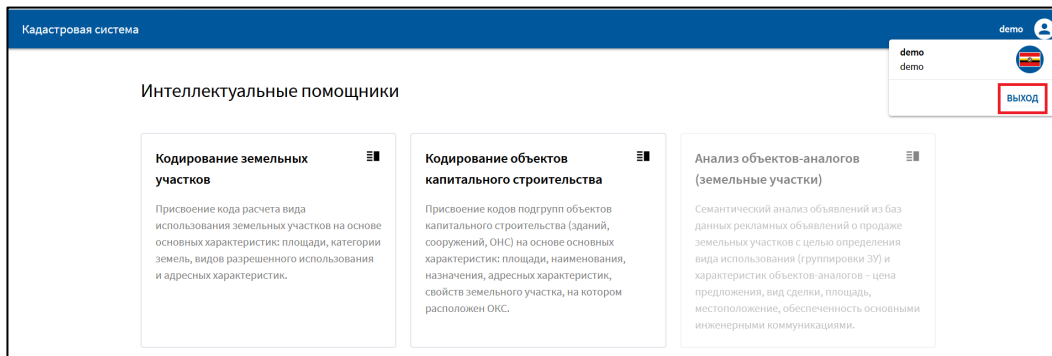 Кадастровая система
demo
demo
demo
ВЫХОД
Интеллектуальные помощники
Кодирование земельных
участков
Присвоение кода расчета вида
использования земельных участков на основе
основных характеристик: площади, категории
земель, видов разрешенного использования
и адресных характеристик.
Кодирование объектов
капитального строительства
Присвоение кодов подгрупп объектов
капитального строительства (зданий,
сооружений, ОНС) на основе основных
характеристик: площади, наименования,
назначения, адресных характеристик,
свойств земельного участка, на котором
расположен ОКС.
Анализ объектов-аналогов
(земельные участки)
Семантический анализ объявлений из баз
данных рекламных объявлений о продаже
земельных участков с целью определения
вида использования (группировки ЗУ) и
характеристик объектов-аналогов – цена
предложения, вид сделки, площадь,
местоположение, обеспеченность основными
инженерными коммуникациями.